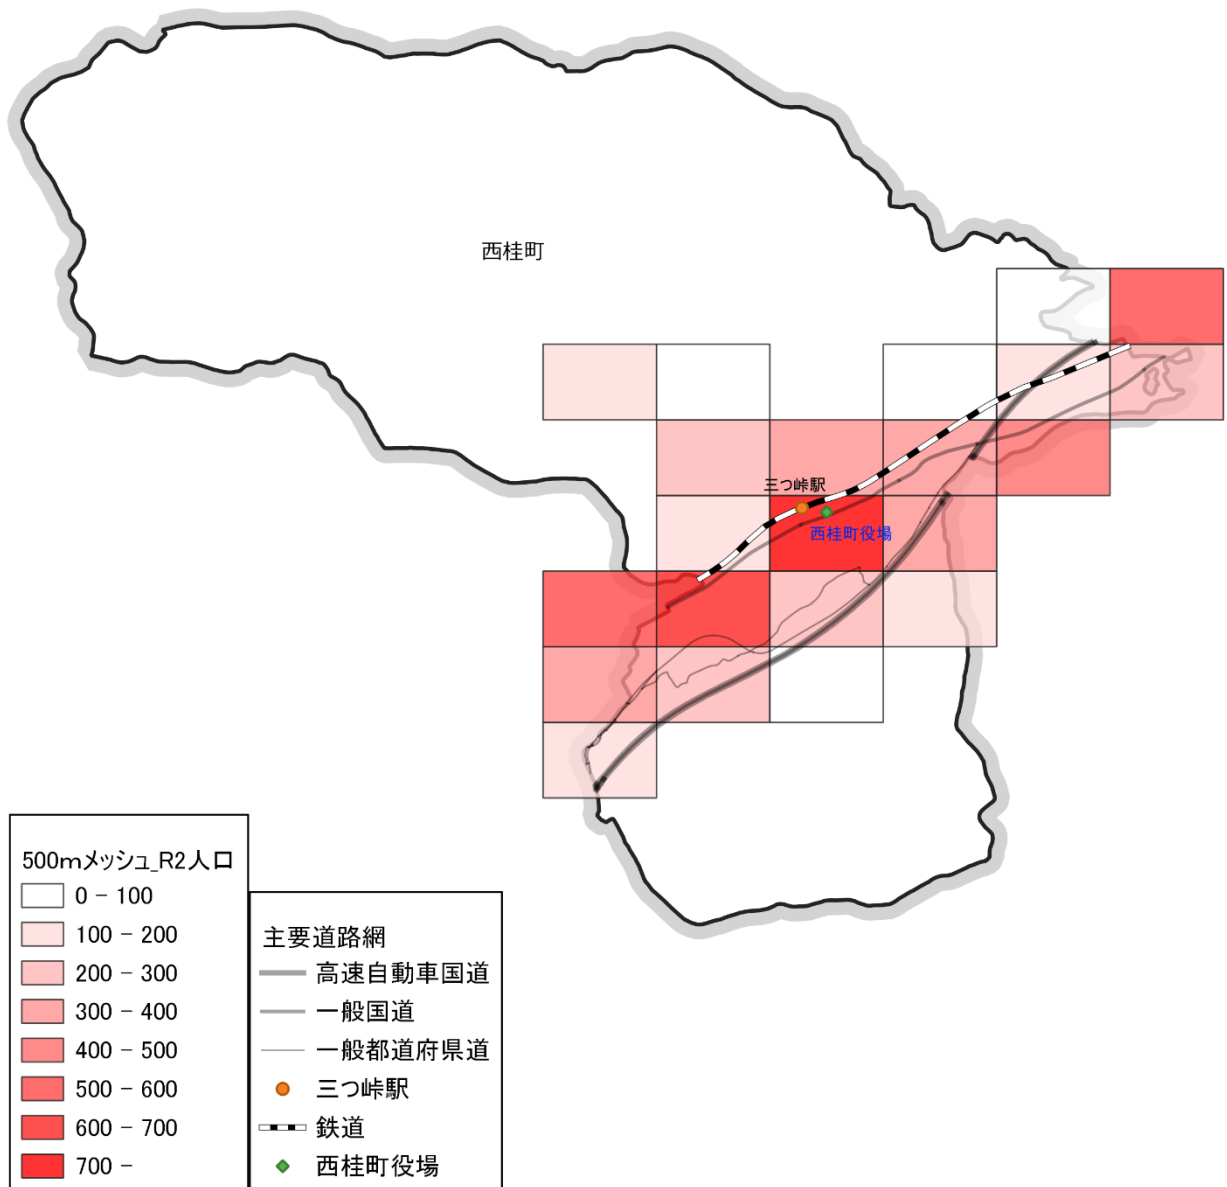 西桂町
三つ峠駅
西桂町役場
500mメッシュ_R2人口
0 - 100
100 - 200
200 - 300
300 - 400
400 - 500
500 - 600
600 - 700
700 -
主要道路網
高速自動車国道
一般国道
一般都道府県道
三つ峠駅
鉄道
西桂町役場